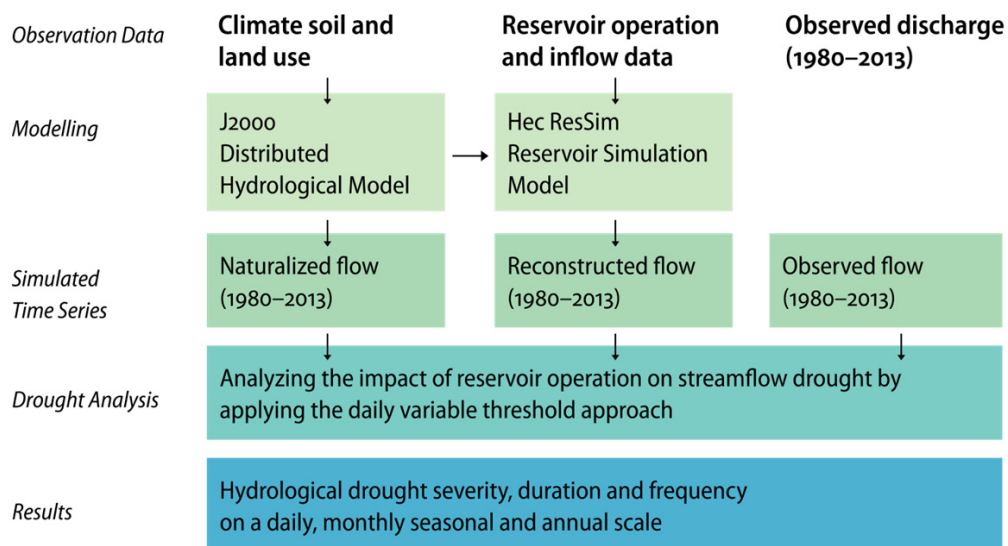 Observation Data
Climate soil and
land use
Reservoir operation
and inflow data
Observed discharge
(1980–2013)
Modelling
J2000
Distributed
Hydrological Model
Hec ResSim
Reservoir Simulation
Model
Simulated
Time Series
Naturalized flow
(1980–2013)
Reconstructed flow
(1980–2013)
Observed flow
(1980–2013)
Drought Analysis
Analyzing the impact of reservoir operation on streamflow drought by
applying the daily variable threshold approach
Results
Hydrological drought severity, duration and frequency
on a daily, monthly seasonal and annual scale